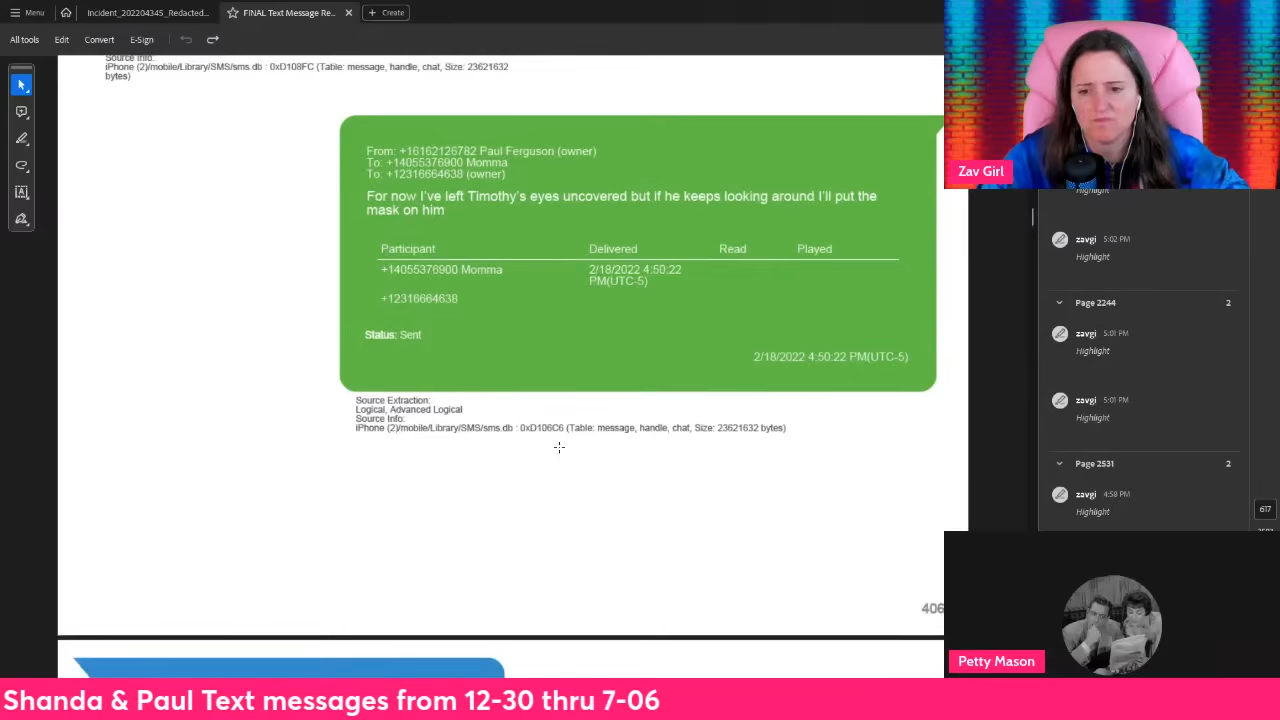 Menu
Incident_202204345_Redacted...
FINAL Text Message Re...
Create
All tools
Edit
Convert
E-Sign
Source Info:
iPhone (2)/mobile/Library/SMS/sms.db : 0xD108FC (Table: message, handle, chat, Size: 23621632
bytes)
From: +16162126782 Paul Ferguson (owner)
To: +14055376900 Momma
To: +12316664638 (owner)
For now I've left Timothy's eyes uncovered but if he keeps looking around I'll put the
mask on him
Participant Delivered Read Played
+14055376900 Momma 2/18/2022 4:50:22
PM(UTC-5)
+12316664638
Status: Sent
2/18/2022 4:50:22 PM(UTC-5)
Source Extraction:
Logical, Advanced Logical
Source Info:
iPhone (2)/mobile/Library/SMS/sms.db : 0xD106C6 (Table: message, handle, chat, Size: 23621632 bytes)
406
Zav Girl
Highlight
zavgi 5:02 PM
Highlight
Page 2244 2
zavgi 5:01 PM
Highlight
zavgi 5:01 PM
Highlight
Page 2531 2
zavgi 4:58 PM
Highlight
617
Petty Mason
Shanda & Paul Text messages from 12-30 thru 7-06